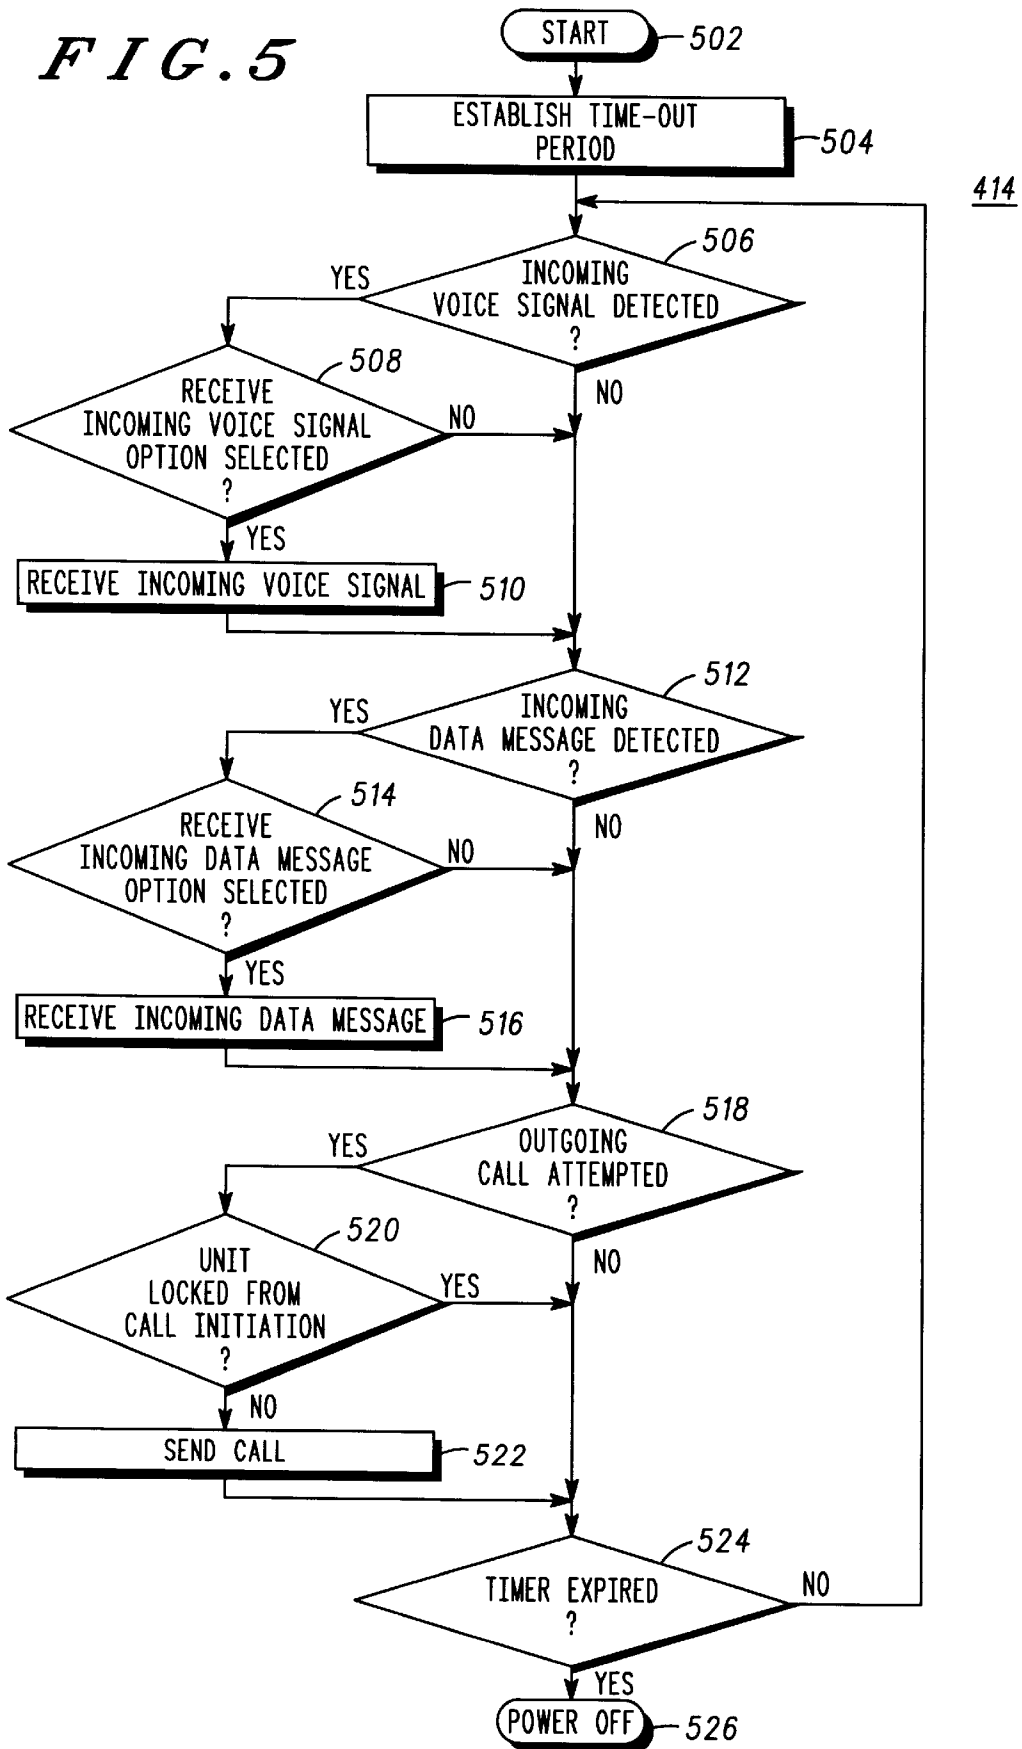 FIG. 5
START
502
ESTABLISH TIME-OUT
PERIOD
504
414
506
INCOMING
VOICE SIGNAL DETECTED
?
YES
NO
508
RECEIVE
INCOMING VOICE SIGNAL
OPTION SELECTED
?
NO
YES
RECEIVE INCOMING VOICE SIGNAL
510
512
INCOMING
DATA MESSAGE DETECTED
?
YES
NO
514
RECEIVE
INCOMING DATA MESSAGE
OPTION SELECTED
?
NO
YES
RECEIVE INCOMING DATA MESSAGE
516
518
OUTGOING
CALL ATTEMPTED
?
YES
NO
520
UNIT
LOCKED FROM
CALL INITIATION
?
YES
NO
SEND CALL
522
524
TIMER EXPIRED
?
NO
YES
POWER OFF
526